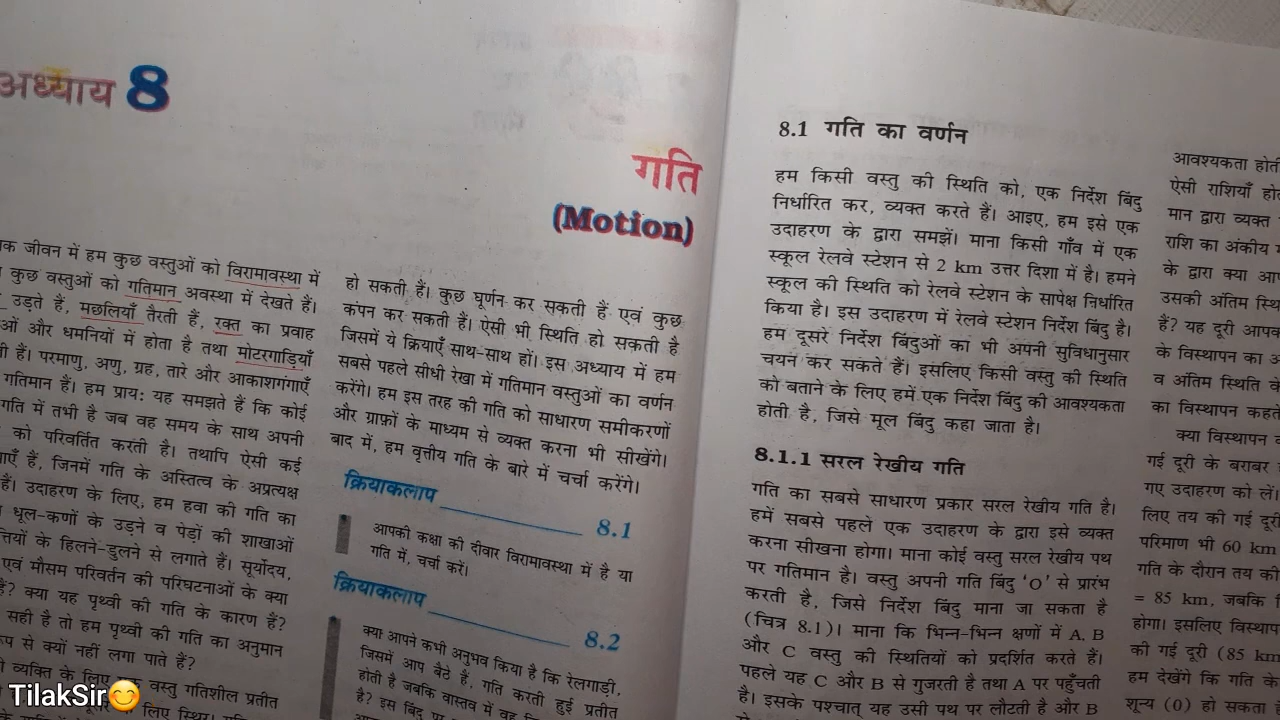 अध्याय 8
गति
(Motion)
जीवन में हम कुछ वस्तुओं को विरामावस्था में
कुछ वस्तुओं को गतिमान अवस्था में देखते हैं।
उड़ते हैं, मछलियाँ तैरती हैं, रक्त का प्रवाह
और धमनियों में होता है तथा मोटरगाड़ियाँ
हैं। परमाणु, अणु, ग्रह, तारे और आकाशगंगाएँ
गतिमान हैं। हम प्राय: यह समझते हैं कि कोई
गति में तभी है जब वह समय के साथ अपनी
को परिवर्तित करती है। तथापि ऐसी कई
हैं, जिनमें गति के अस्तित्व के अप्रत्यक्ष
हैं। उदाहरण के लिए, हम हवा की गति का
धूल-कणों के उड़ने व पेड़ों की शाखाओं
के हिलने-डुलने से लगाते हैं। सूर्योदय,
एवं मौसम परिवर्तन की परिघटनाओं के क्या
हैं? क्या यह पृथ्वी की गति के कारण हैं?
सही है तो हम पृथ्वी की गति का अनुमान
से क्यों नहीं लगा पाते हैं?
व्यक्ति के लिए एक वस्तु गतिशील प्रतीत
के लिए स्थिर।
हो सकती हैं। कुछ घूर्णन कर सकती हैं एवं कुछ
कंपन कर सकती हैं। ऐसी भी स्थिति हो सकती है
जिसमें ये क्रियाएँ साथ-साथ हों। इस अध्याय में हम
सबसे पहले सीधी रेखा में गतिमान वस्तुओं का वर्णन
करेंगे। हम इस तरह की गति को साधारण समीकरणों
और ग्राफ़ों के माध्यम से व्यक्त करना भी सीखेंगे।
बाद में, हम वृत्तीय गति के बारे में चर्चा करेंगे।
क्रियाकलाप 8.1
आपकी कक्षा की दीवार विरामावस्था में है या
गति में, चर्चा करें।
क्रियाकलाप 8.2
क्या आपने कभी अनुभव किया है कि रेलगाड़ी,
जिसमें आप बैठे हैं, गति करती हुई प्रतीत
होती है जबकि वास्तव में वह
है? इस बिंदु पर
8.1 गति का वर्णन
हम किसी वस्तु की स्थिति को, एक निर्देश बिंदु
निर्धारित कर, व्यक्त करते हैं। आइए, हम इसे एक
उदाहरण के द्वारा समझें। माना किसी गाँव में एक
स्कूल रेलवे स्टेशन से 2 km उत्तर दिशा में है। हमने
स्कूल की स्थिति को रेलवे स्टेशन के सापेक्ष निर्धारित
किया है। इस उदाहरण में रेलवे स्टेशन निर्देश बिंदु है।
हम दूसरे निर्देश बिंदुओं का भी अपनी सुविधानुसार
चयन कर सकते हैं। इसलिए किसी वस्तु की स्थिति
को बताने के लिए हमें एक निर्देश बिंदु की आवश्यकता
होती है, जिसे मूल बिंदु कहा जाता है।
8.1.1 सरल रेखीय गति
गति का सबसे साधारण प्रकार सरल रेखीय गति है।
हमें सबसे पहले एक उदाहरण के द्वारा इसे व्यक्त
करना सीखना होगा। माना कोई वस्तु सरल रेखीय पथ
पर गतिमान है। वस्तु अपनी गति बिंदु 'O' से प्रारंभ
करती है, जिसे निर्देश बिंदु माना जा सकता है
(चित्र 8.1)। माना कि भिन्न-भिन्न क्षणों में A, B
और C वस्तु की स्थितियों को प्रदर्शित करते हैं।
पहले यह C और B से गुजरती है तथा A पर पहुँचती
है। इसके पश्चात् यह उसी पथ पर लौटती है और B
आवश्यकता
ऐसी राशियाँ
मान द्वारा व्यक्त
राशि का अंकीय
के द्वारा क्या
उसकी अंतिम
हैं? यह दूरी
के विस्थापन का
व अंतिम स्थिति
का विस्थापन
क्या विस्थापन
गई दूरी के बराबर
गए उदाहरण को लें।
लिए तय की गई दूरी
परिमाण भी 60 km
गति के दौरान तय की
= 85 km, जबकि
होगा। इसलिए
की गई दूरी (85 km
हम देखेंगे कि गति के
शून्य (0) हो सकता
TilakSir😊